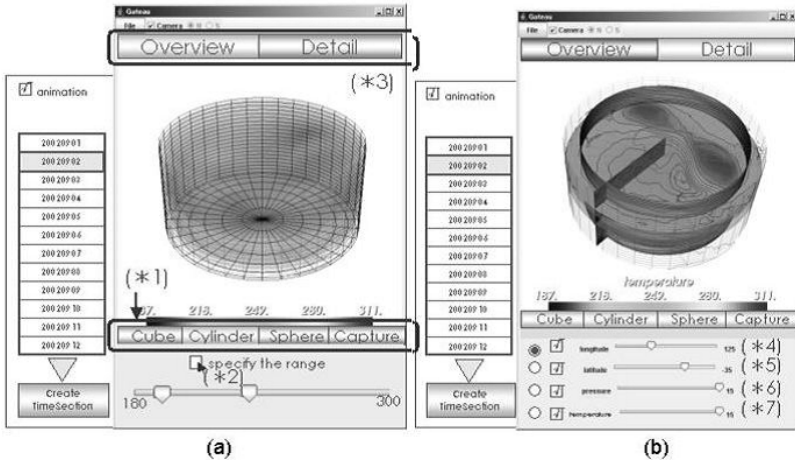 Gateau
File Camera N S
Overview Detail
(*3)
animation
20020901
20020902
20020903
20020904
20020905
20020906
20020907
20020908
20020909
20020910
20020911
20020912
Create
TimeSection
(*1)
218. 249. 280. 311.
Cube Cylinder Sphere Capture
specify the range
(*2)
180 300
(a)
Gateau
File Camera N S
Overview Detail
animation
20020901
20020902
20020903
20020904
20020905
20020906
20020907
20020908
20020909
20020910
20020911
20020912
Create
TimeSection
temperature
187. 218. 249. 280. 311.
Cube Cylinder Sphere Capture
longitude 125 (*4)
latitude -35 (*5)
pressure 15 (*6)
temperature 15 (*7)
(b)